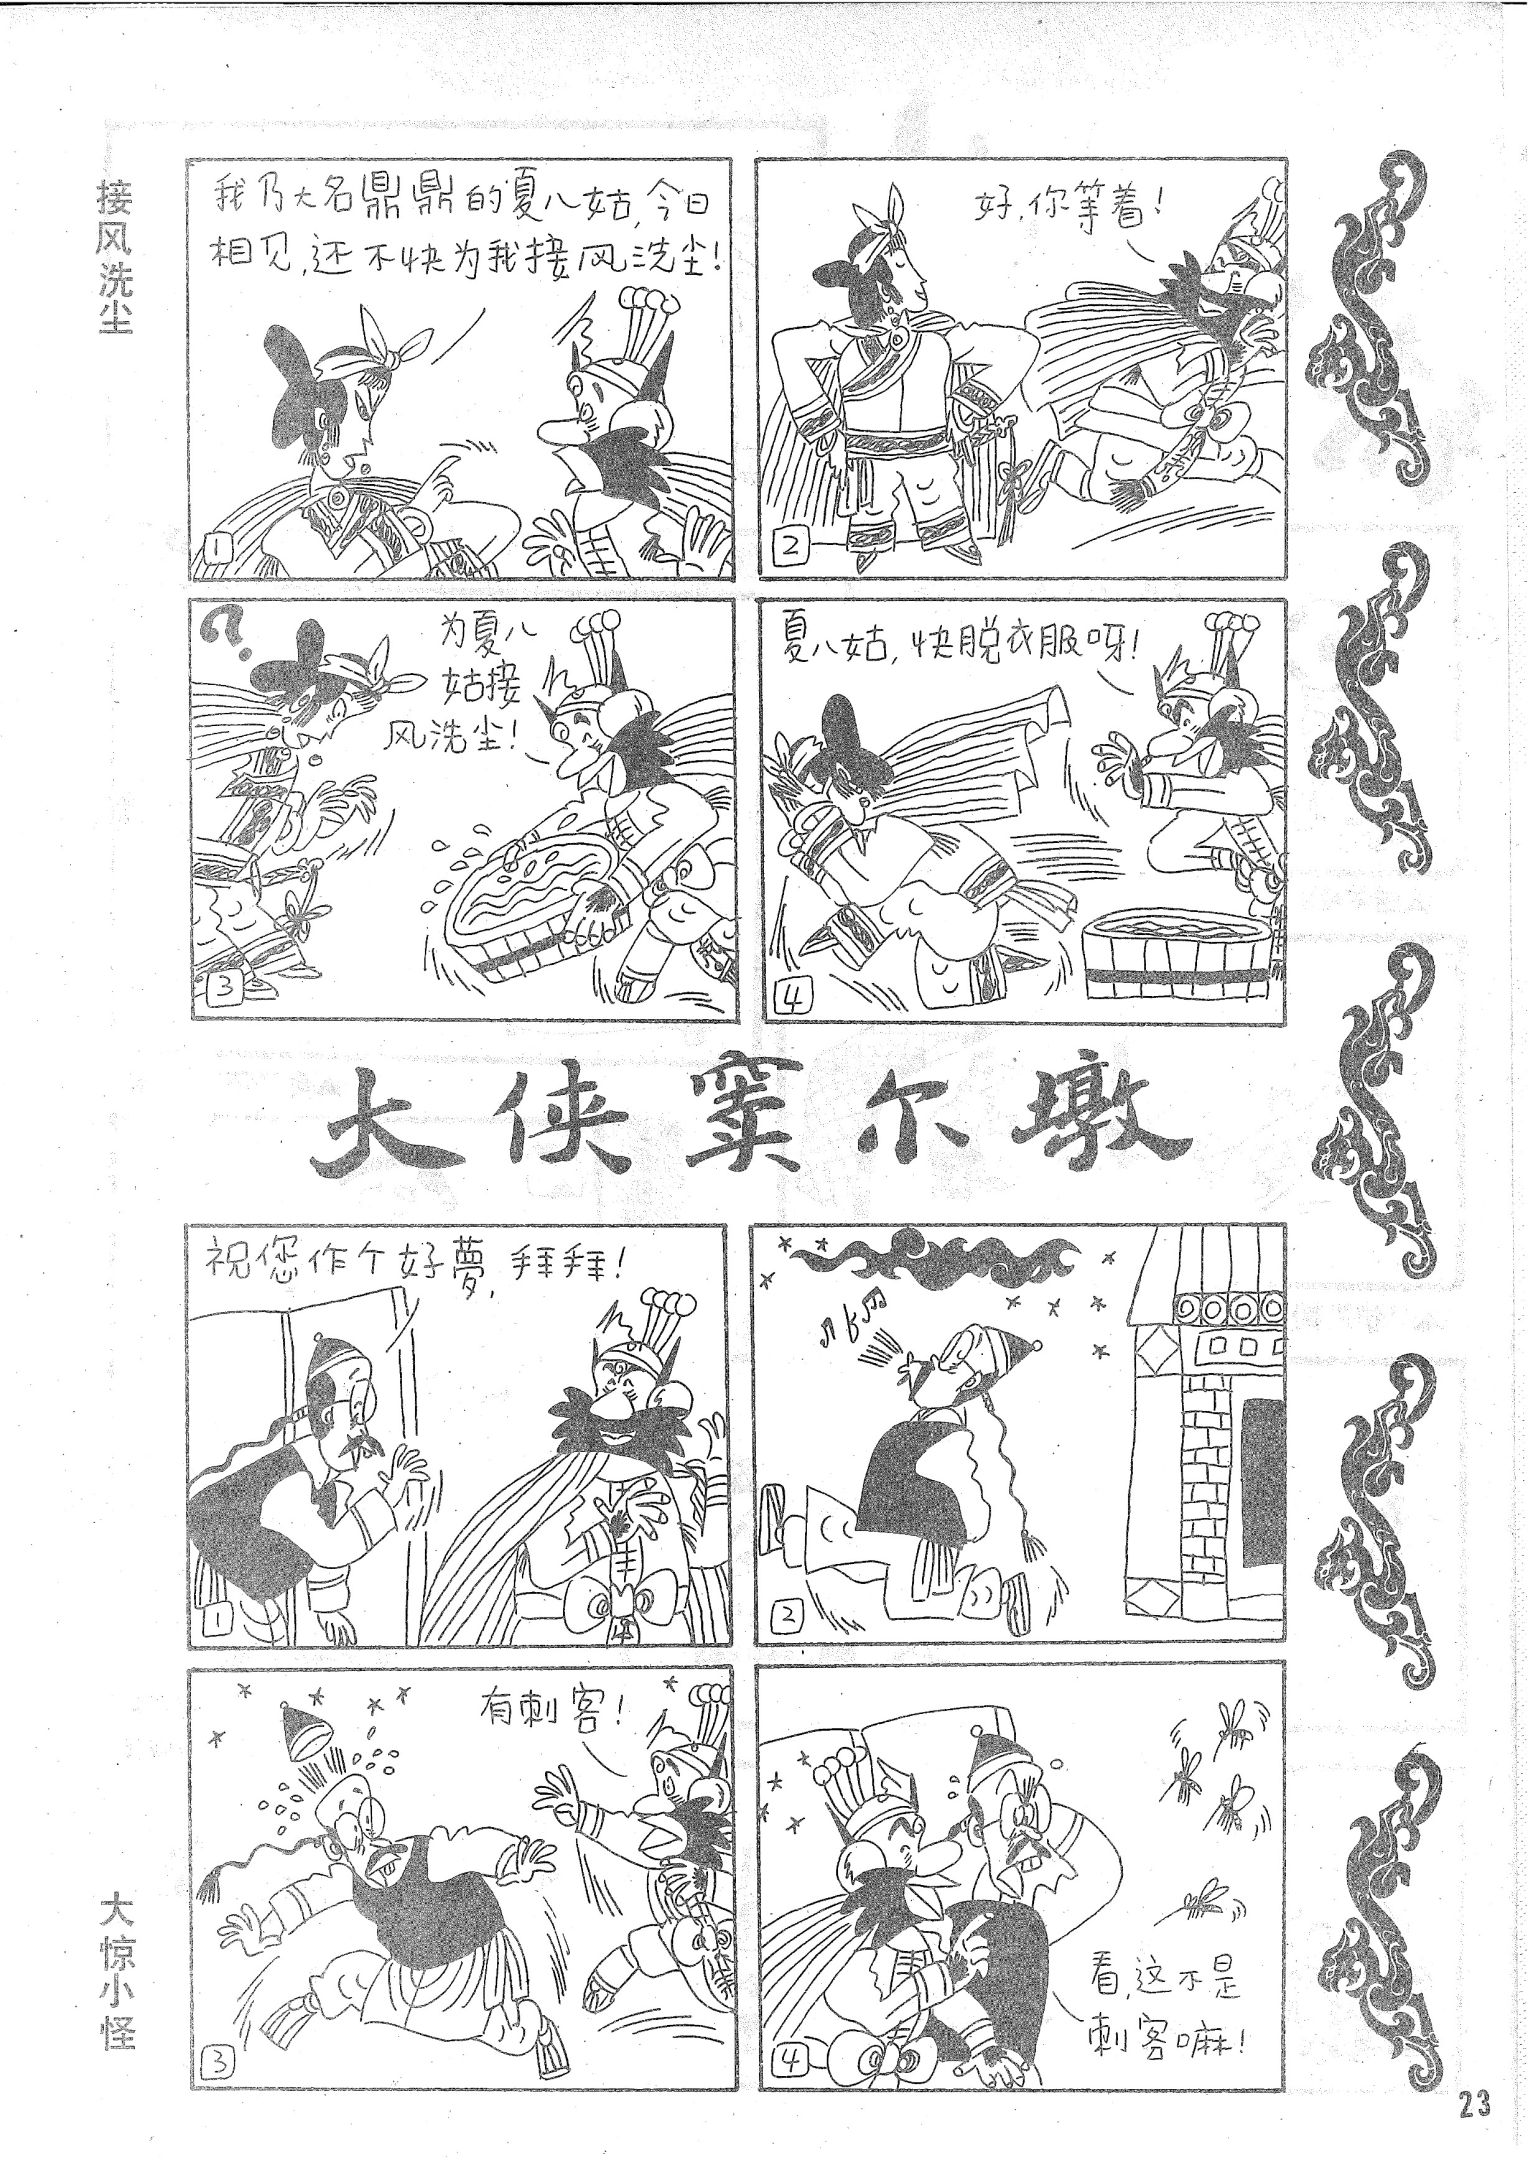 接风洗尘
我乃大名鼎鼎的夏八姑,今日
相见,还不快为我接风洗尘!
1
好,你等着!
2
为夏八
姑接
风洗尘!
3
夏八姑,快脱衣服呀!
4
大侠窦尔墩
大惊小怪
祝您作个好夢,拜拜!
1
2
有刺客!
3
看,这不是
刺客嘛!
4
23